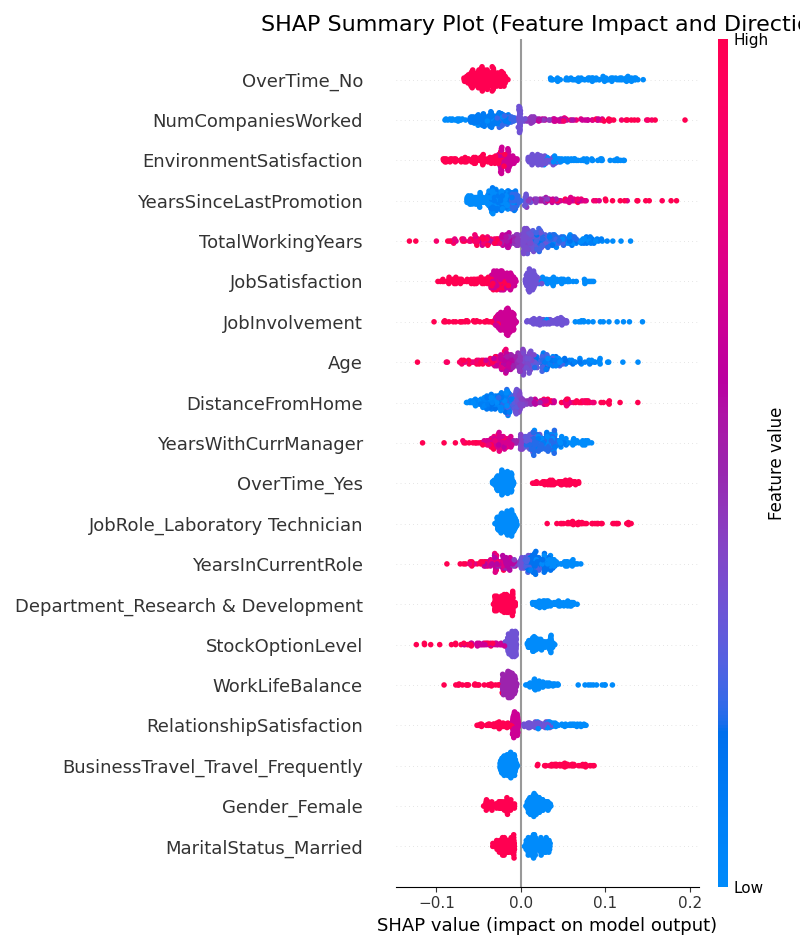 SHAP Summary Plot (Feature Impact and Directio
High
OverTime_No
NumCompaniesWorked
EnvironmentSatisfaction
YearsSinceLastPromotion
TotalWorkingYears
JobSatisfaction
JobInvolvement
Age
DistanceFromHome
YearsWithCurrManager
OverTime_Yes
JobRole_Laboratory Technician
YearsInCurrentRole
Department_Research & Development
StockOptionLevel
WorkLifeBalance
RelationshipSatisfaction
BusinessTravel_Travel_Frequently
Gender_Female
MaritalStatus_Married
Feature value
Low
−0.1 0.0 0.1 0.2
SHAP value (impact on model output)